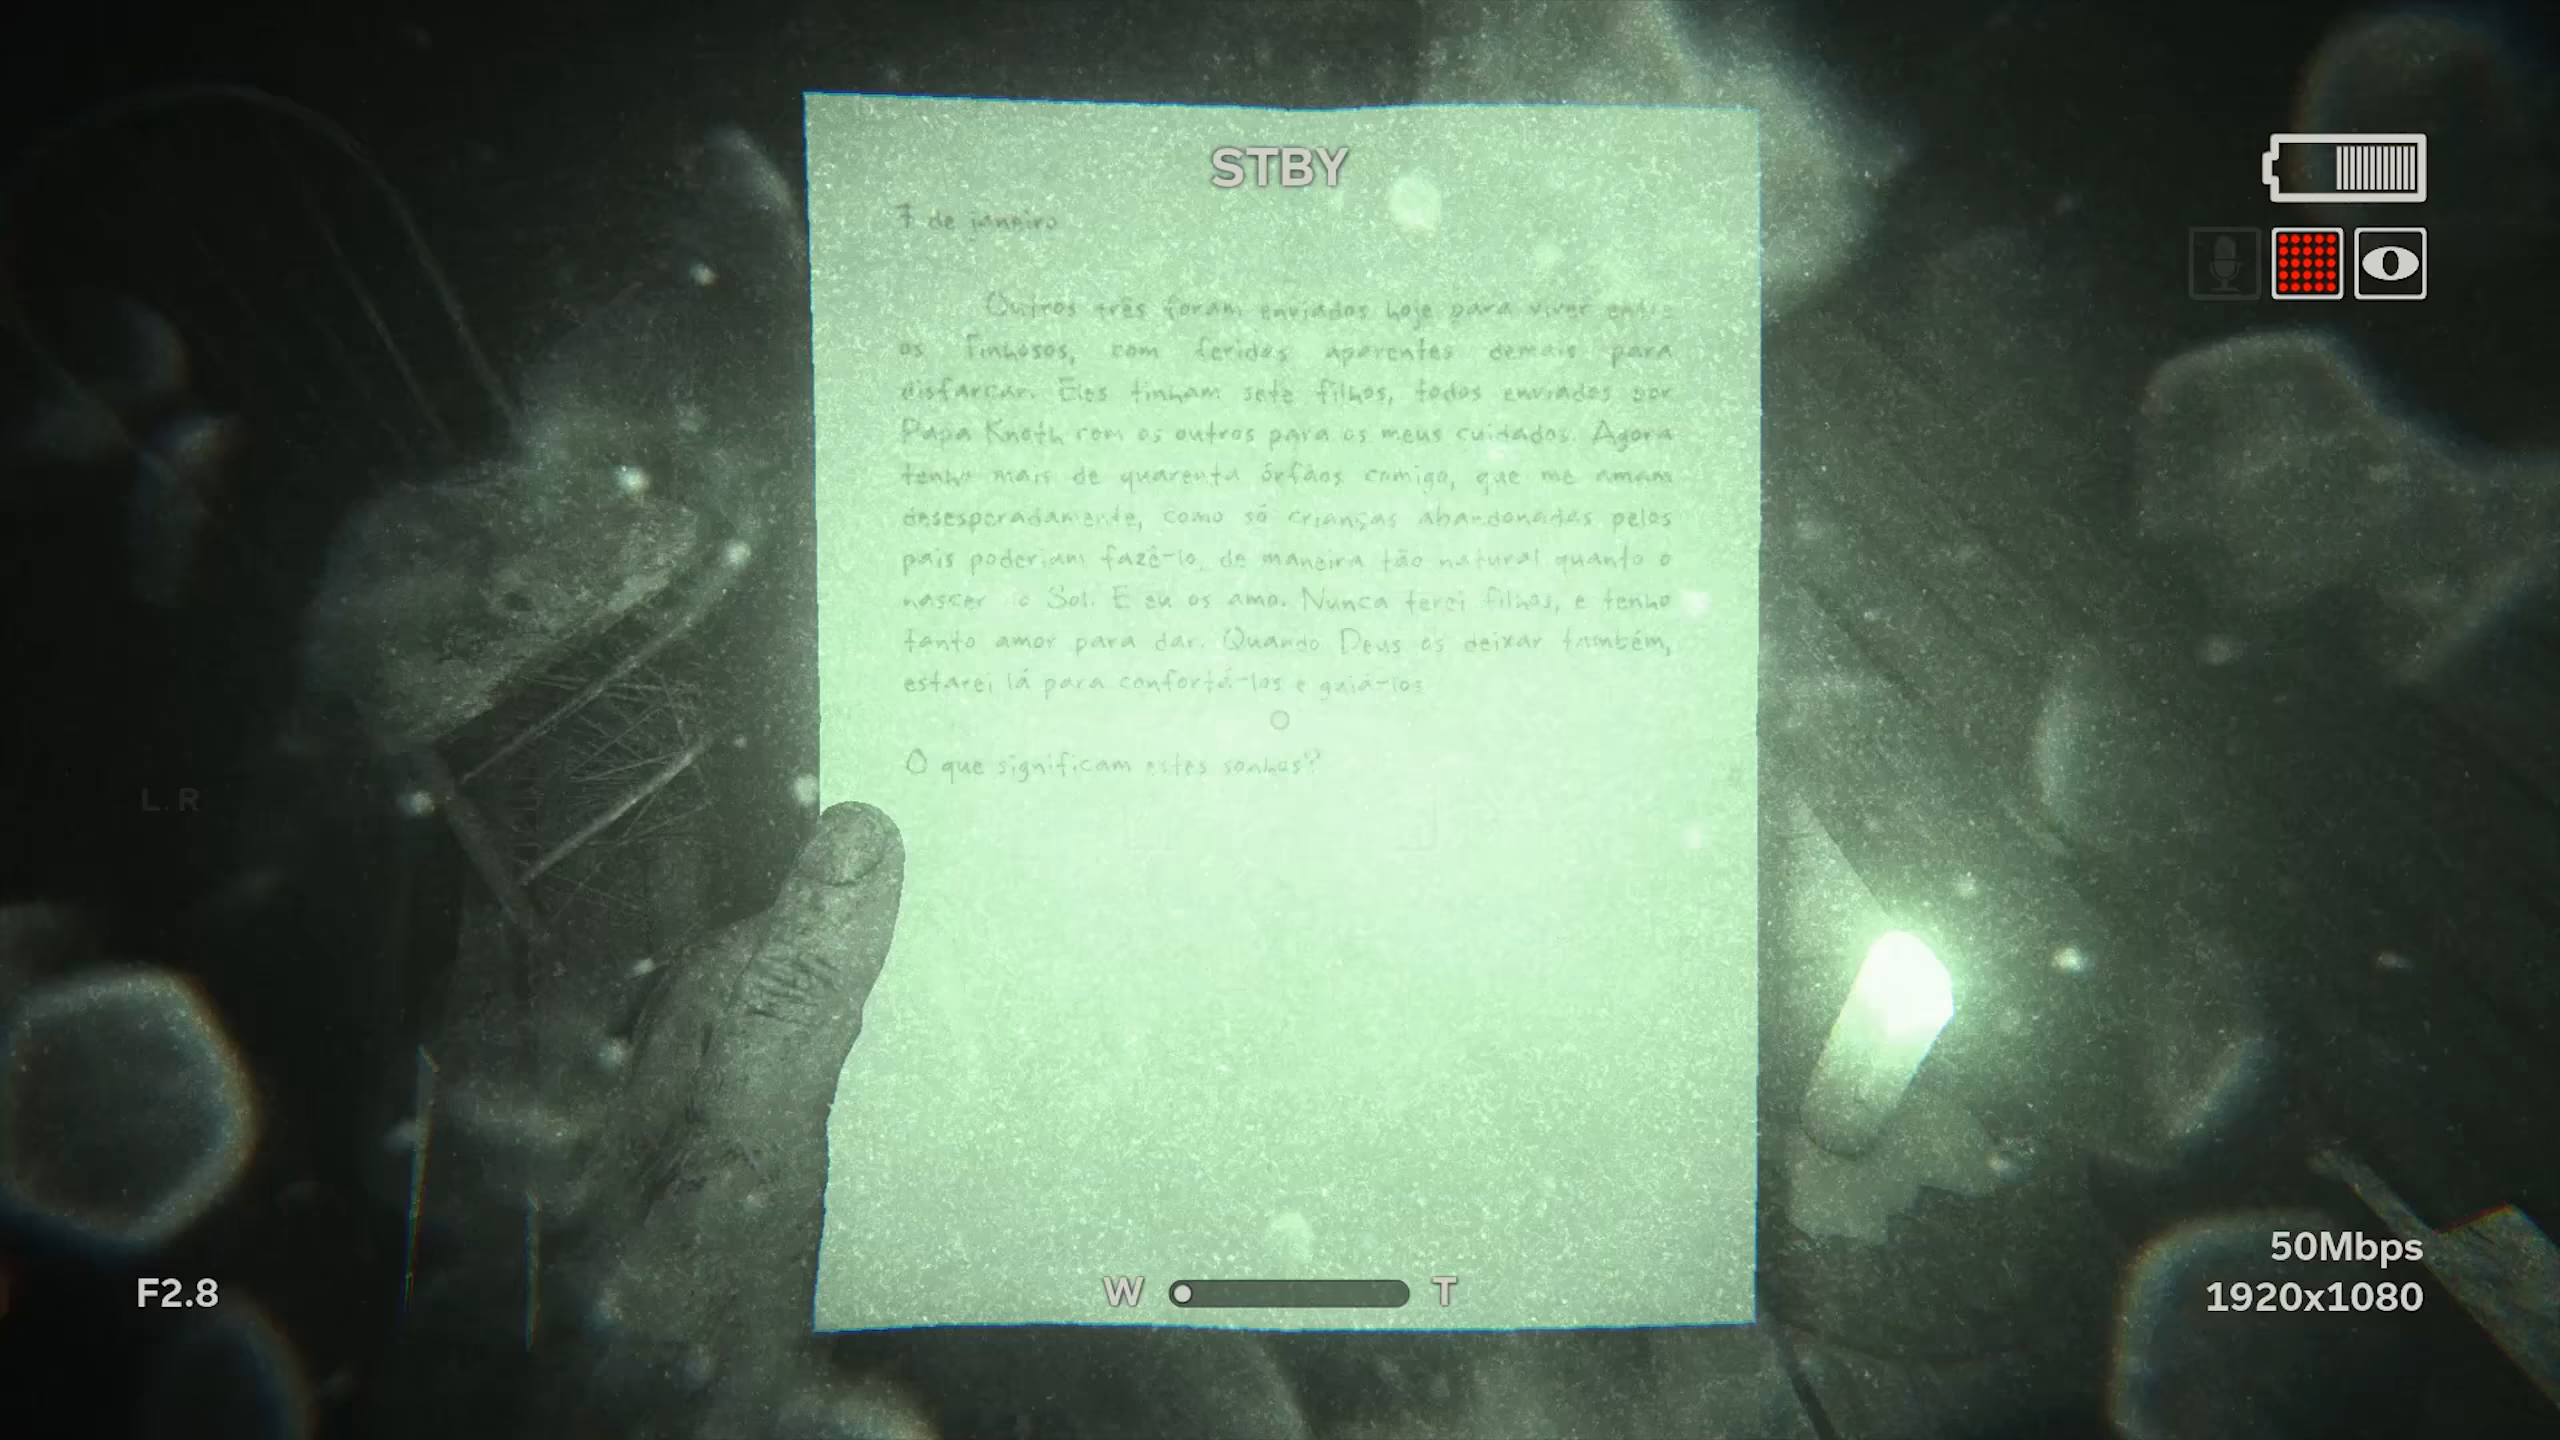 STBY
7 de janeiro
Outros três foram enviados hoje para viver entre
os Tinhosos, com feridas aparentes demais para
disfarçar. Eles tinham sete filhos, todos enviados por
Papa Knoth com os outros para os meus cuidados. Agora
tenho mais de quarenta órfãos comigo, que me amam
desesperadamente, como só crianças abandonadas pelos
pais poderiam fazê-lo, de maneira tão natural quanto o
nascer do Sol. E eu os amo. Nunca terei filhos, e tenho
tanto amor para dar. Quando Deus os deixar também,
estarei lá para confortá-los e guiá-los.
O que significam estes sonhos?
L R
F2.8
W T
50Mbps
1920x1080